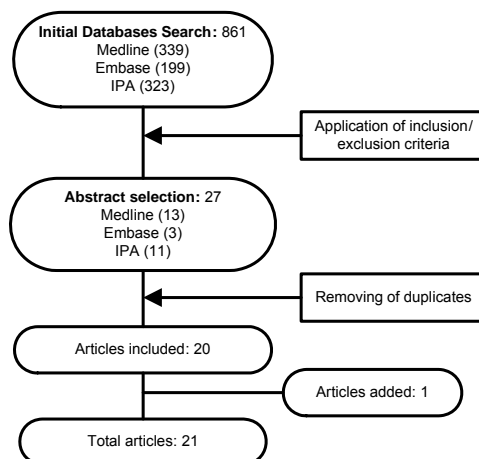 Initial Databases Search: 861
Medline (339)
Embase (199)
IPA (323)
Application of inclusion/
exclusion criteria
Abstract selection: 27
Medline (13)
Embase (3)
IPA (11)
Removing of duplicates
Articles included: 20
Articles added: 1
Total articles: 21